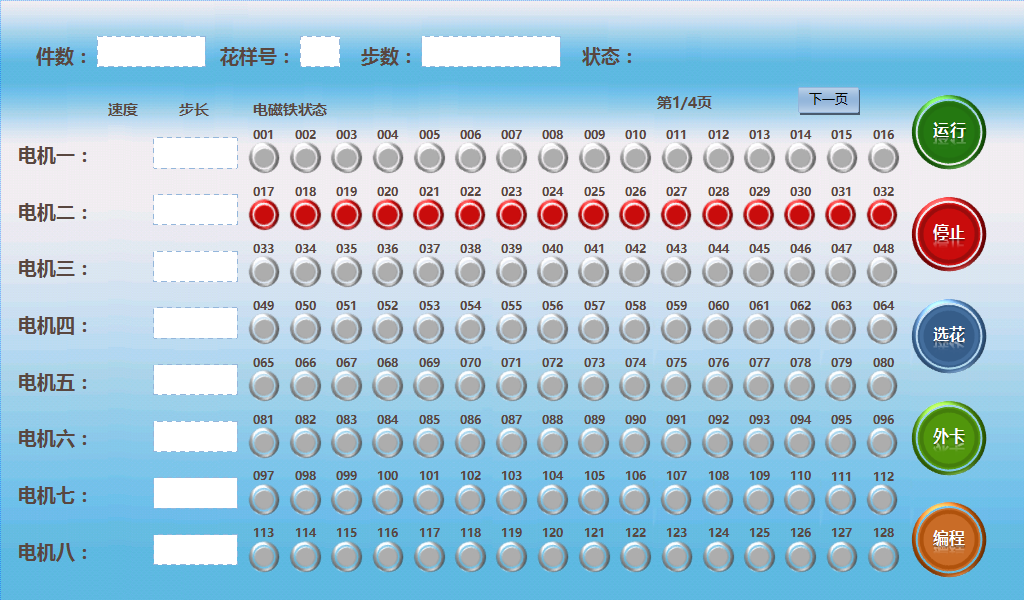 件数： 花样号： 步数： 状态：
速度 步长 电磁铁状态 第1/4页 下一页
001 002 003 004 005 006 007 008 009 010 011 012 013 014 015 016
电机一：
运行
017 018 019 020 021 022 023 024 025 026 027 028 029 030 031 032
电机二：
停止
033 034 035 036 037 038 039 040 041 042 043 044 045 046 047 048
电机三：
049 050 051 052 053 054 055 056 057 058 059 060 061 062 063 064
电机四：
选花
065 066 067 068 069 070 071 072 073 074 075 076 077 078 079 080
电机五：
081 082 083 084 085 086 087 088 089 090 091 092 093 094 095 096
电机六：
外卡
097 098 099 100 101 102 103 104 105 106 107 108 109 110 111 112
电机七：
113 114 115 116 117 118 119 120 121 122 123 124 125 126 127 128
电机八：
编程